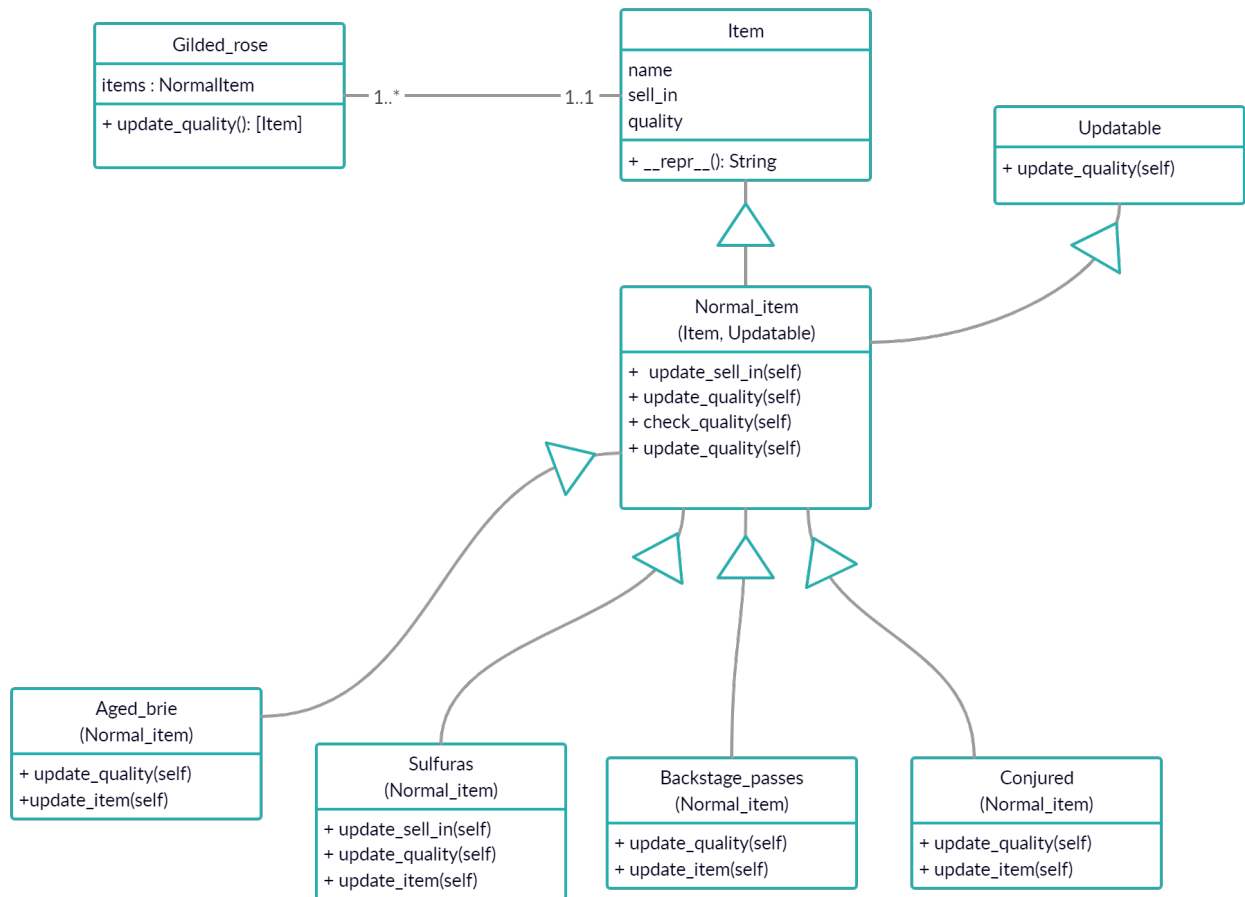 Gilded_rose
items : NormalItem
+ update_quality(): [Item]
1..*
1..1
Item
name
sell_in
quality
+ __repr__(): String
Updatable
+ update_quality(self)
Normal_item
(Item, Updatable)
+  update_sell_in(self)
+ update_quality(self)
+ check_quality(self)
+ update_quality(self)
Aged_brie
(Normal_item)
+ update_quality(self)
+update_item(self)
Sulfuras
(Normal_item)
+ update_sell_in(self)
+ update_quality(self)
+ update_item(self)
Backstage_passes
(Normal_item)
+ update_quality(self)
+ update_item(self)
Conjured
(Normal_item)
+ update_quality(self)
+ update_item(self)